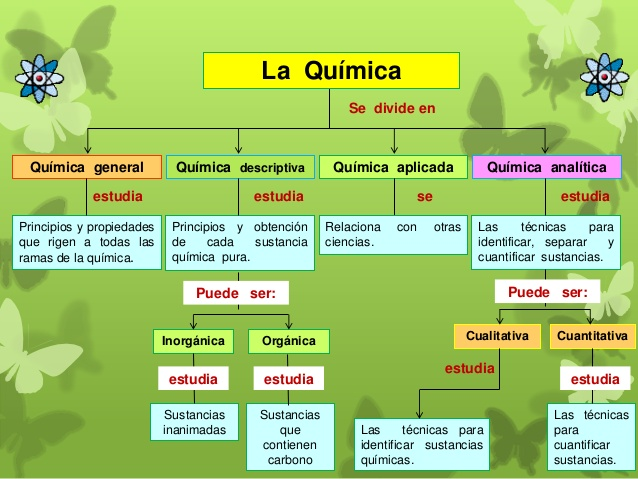 La Química
Se divide en
Química general
Química descriptiva
Química aplicada
Química analítica
estudia
estudia
se
estudia
Principios y propiedades
que rigen a todas las
ramas de la química.
Principios y obtención
de cada sustancia
química pura.
Relaciona con otras
ciencias.
Las técnicas para
identificar, separar y
cuantificar sustancias.
Puede ser:
Puede ser:
Inorgánica
Orgánica
Cualitativa
Cuantitativa
estudia
estudia
estudia
estudia
Sustancias
inanimadas
Sustancias
que
contienen
carbono
Las técnicas para
identificar sustancias
químicas.
Las técnicas
para
cuantificar
sustancias.